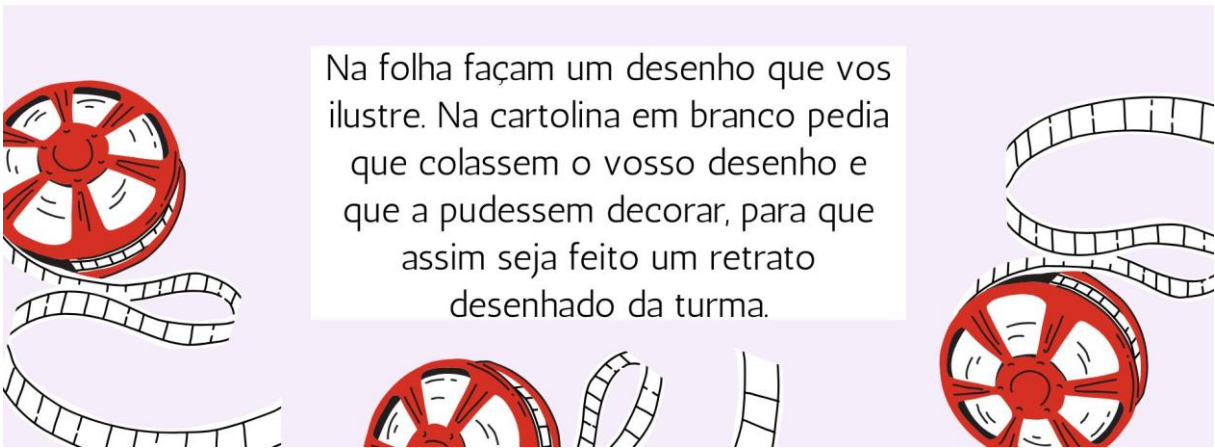 Na folha façam um desenho que vos
ilustre. Na cartolina em branco pedia
que colassem o vosso desenho e
que a pudessem decorar, para que
assim seja feito um retrato
desenhado da turma.